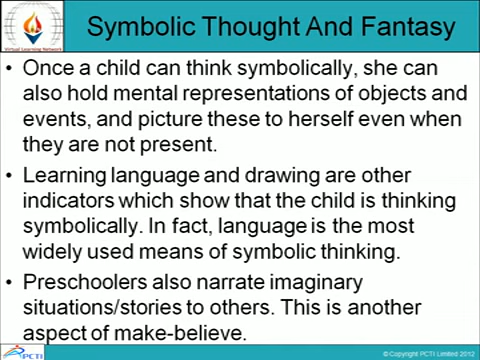 Symbolic Thought And Fantasy
Virtual Learning Network
• Once a child can think symbolically, she can
also hold mental representations of objects and
events, and picture these to herself even when
they are not present.
• Learning language and drawing are other
indicators which show that the child is thinking
symbolically. In fact, language is the most
widely used means of symbolic thinking.
• Preschoolers also narrate imaginary
situations/stories to others. This is another
aspect of make-believe.
PCTI
© Copyright PCTI Limited 2012